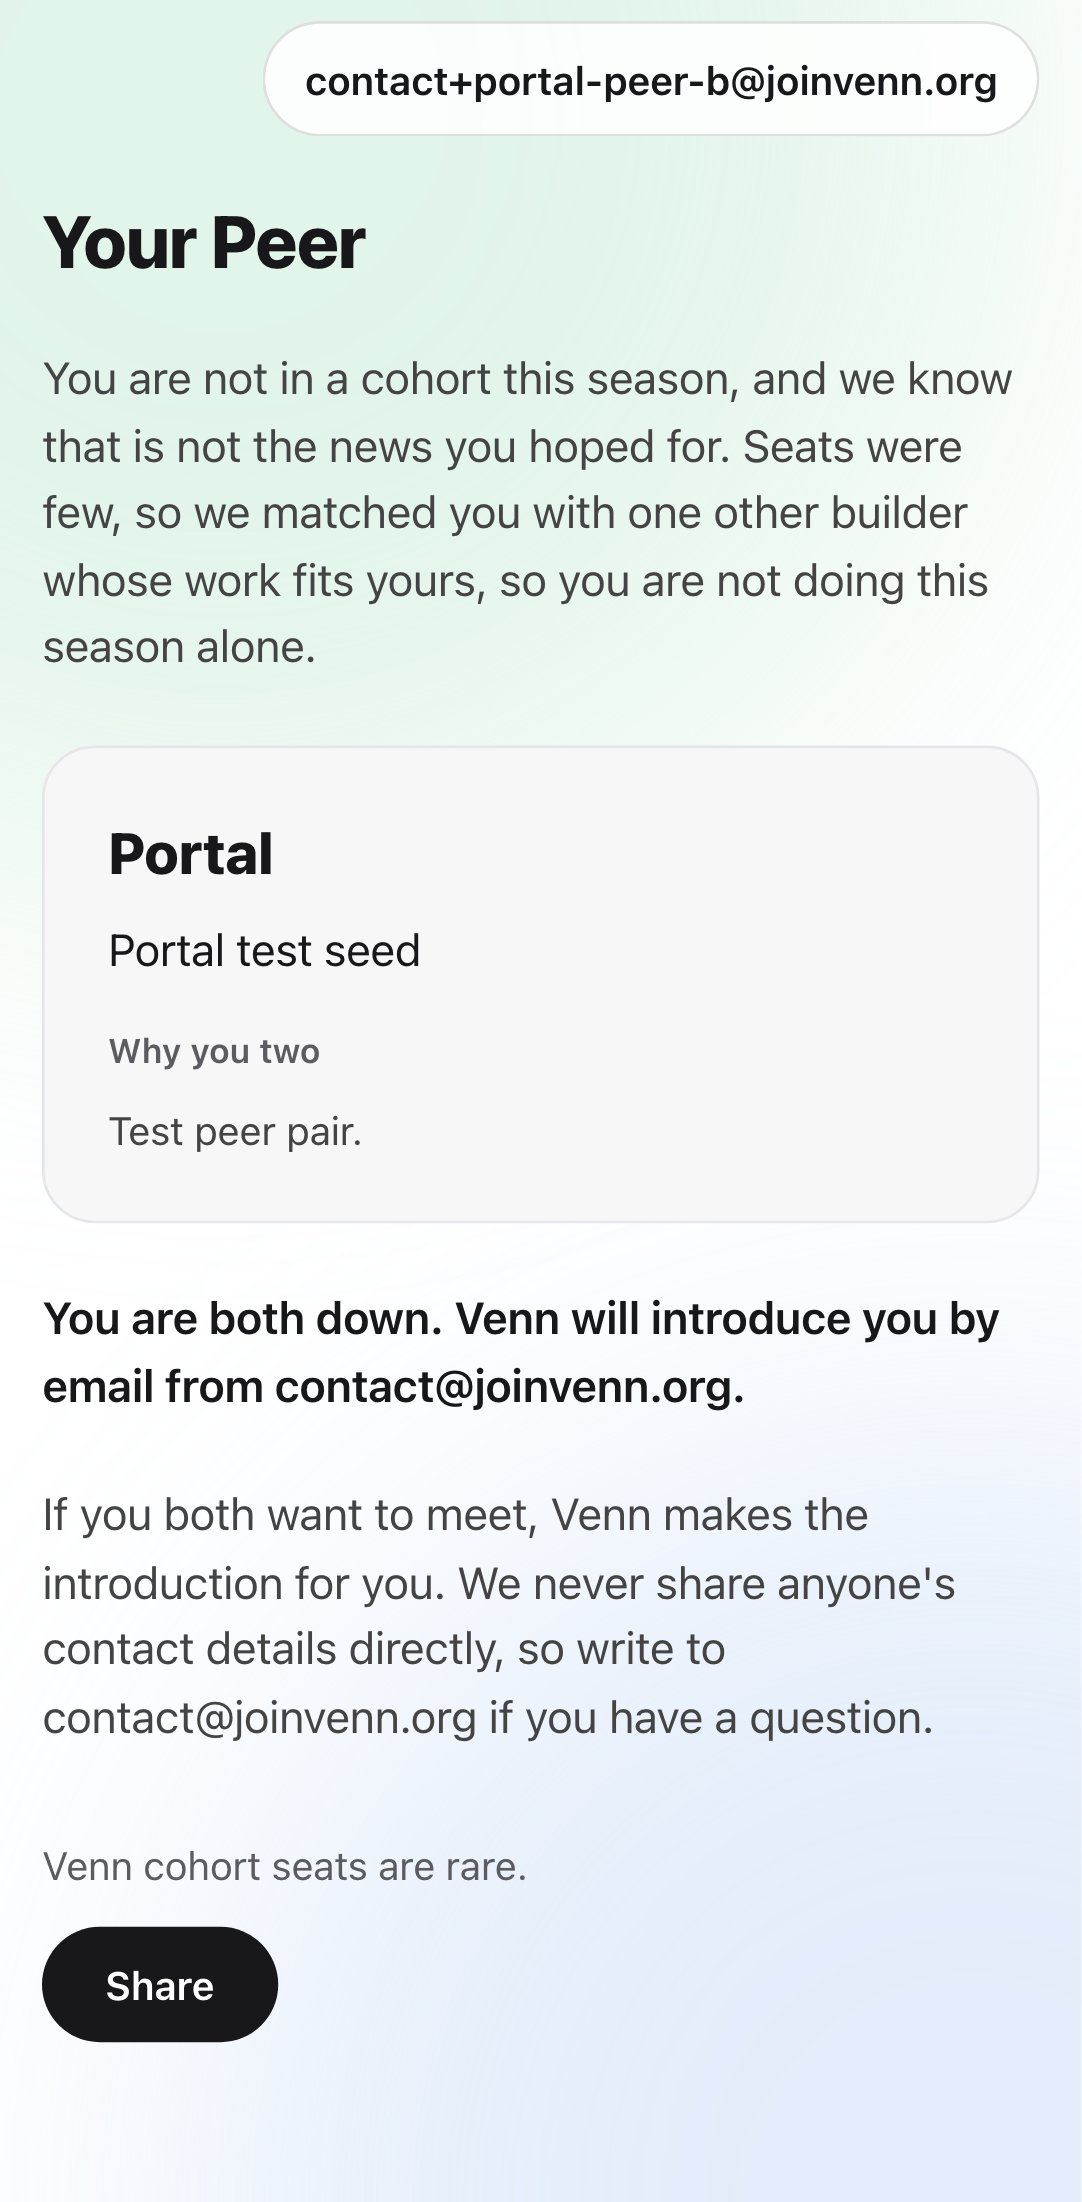 contact+portal-peer-b@joinvenn.org
Your Peer
You are not in a cohort this season, and we know
that is not the news you hoped for. Seats were
few, so we matched you with one other builder
whose work fits yours, so you are not doing this
season alone.
Portal
Portal test seed
Why you two
Test peer pair.
You are both down. Venn will introduce you by
email from contact@joinvenn.org.
If you both want to meet, Venn makes the
introduction for you. We never share anyone's
contact details directly, so write to
contact@joinvenn.org if you have a question.
Venn cohort seats are rare.
Share